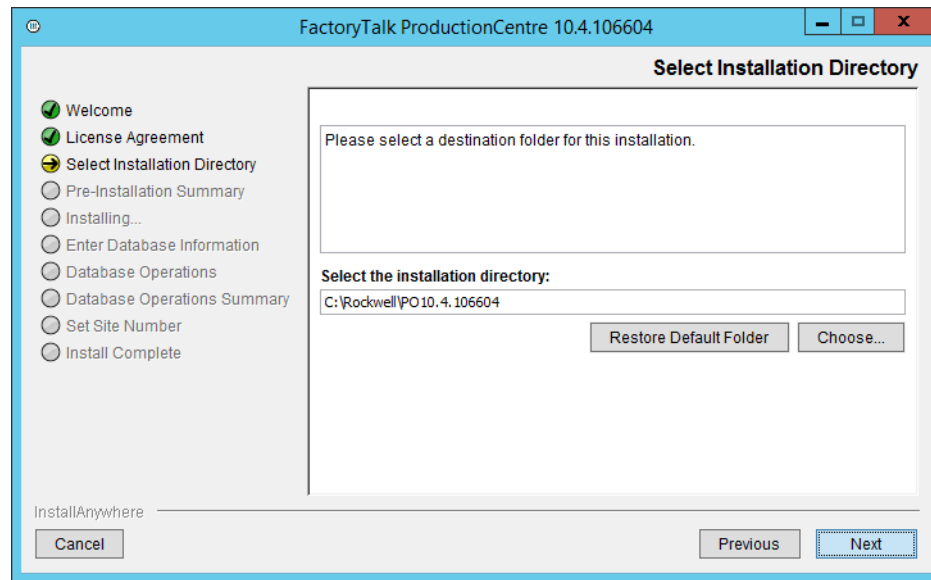 FactoryTalk ProductionCentre 10.4.106604
Select Installation Directory
Welcome
License Agreement
Select Installation Directory
Pre-Installation Summary
Installing...
Enter Database Information
Database Operations
Database Operations Summary
Set Site Number
Install Complete
Please select a destination folder for this installation.
Select the installation directory:
C:\Rockwell\PO10.4.106604
Restore Default Folder
Choose...
InstallAnywhere
Cancel
Previous
Next